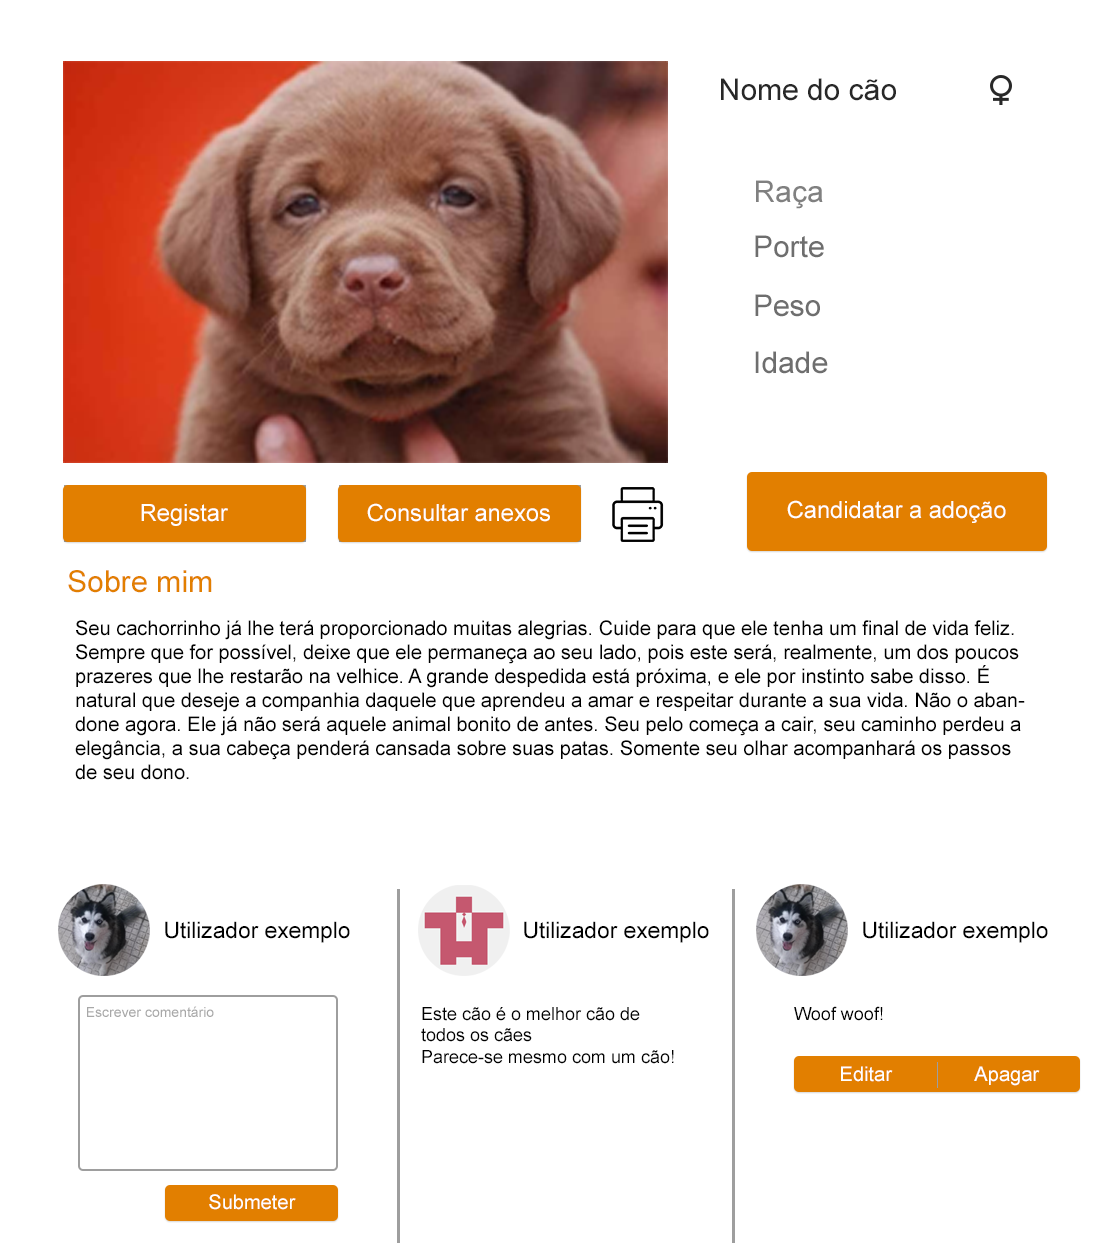 Nome do cão
Raça
Porte
Peso
Idade
Registar
Consultar anexos
Candidatar a adoção
Sobre mim
Seu cachorrinho já lhe terá proporcionado muitas alegrias. Cuide para que ele tenha um final de vida feliz.
Sempre que for possível, deixe que ele permaneça ao seu lado, pois este será, realmente, um dos poucos
prazeres que lhe restarão na velhice. A grande despedida está próxima, e ele por instinto sabe disso. É
natural que deseje a companhia daquele que aprendeu a amar e respeitar durante a sua vida. Não o aban-
done agora. Ele já não será aquele animal bonito de antes. Seu pelo começa a cair, seu caminho perdeu a
elegância, a sua cabeça penderá cansada sobre suas patas. Somente seu olhar acompanhará os passos
de seu dono.
Utilizador exemplo
Escrever comentário
Submeter
Utilizador exemplo
Este cão é o melhor cão de
todos os cães
Parece-se mesmo com um cão!
Utilizador exemplo
Woof woof!
Editar
Apagar